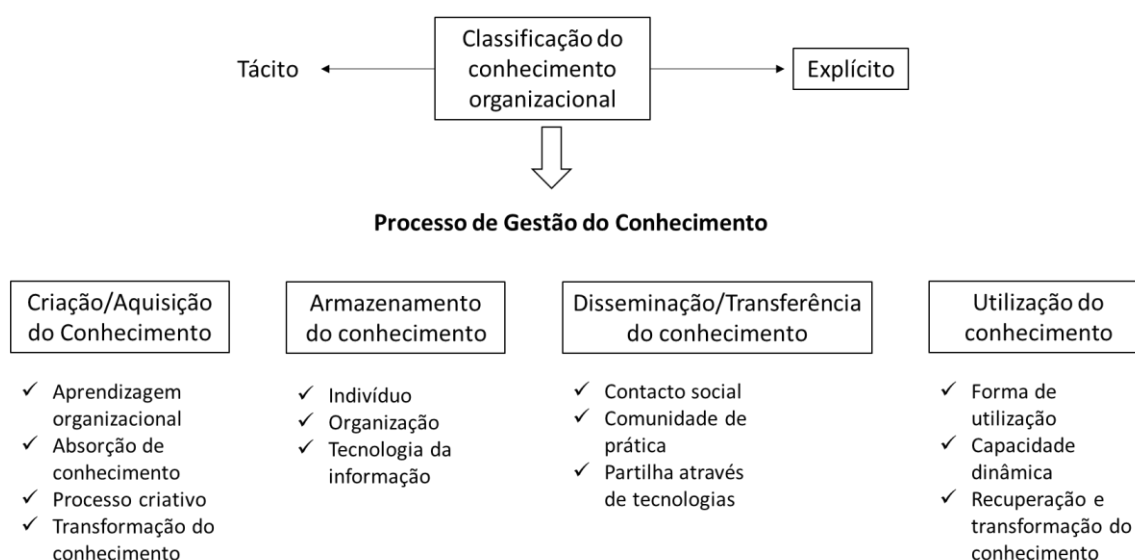 Classificação do
conhecimento
organizacional
Tácito
Explícito
Processo de Gestão do Conhecimento
Criação/Aquisição
do Conhecimento
✓ Aprendizagem
organizacional
✓ Absorção de
conhecimento
✓ Processo criativo
✓ Transformação do
conhecimento
Armazenamento
do conhecimento
✓ Indivíduo
✓ Organização
✓ Tecnologia da
informação
Disseminação/Transferência
do conhecimento
✓ Contacto social
✓ Comunidade de
prática
✓ Partilha através
de tecnologias
Utilização do
conhecimento
✓ Forma de
utilização
✓ Capacidade
dinâmica
✓ Recuperação e
transformação do
conhecimento